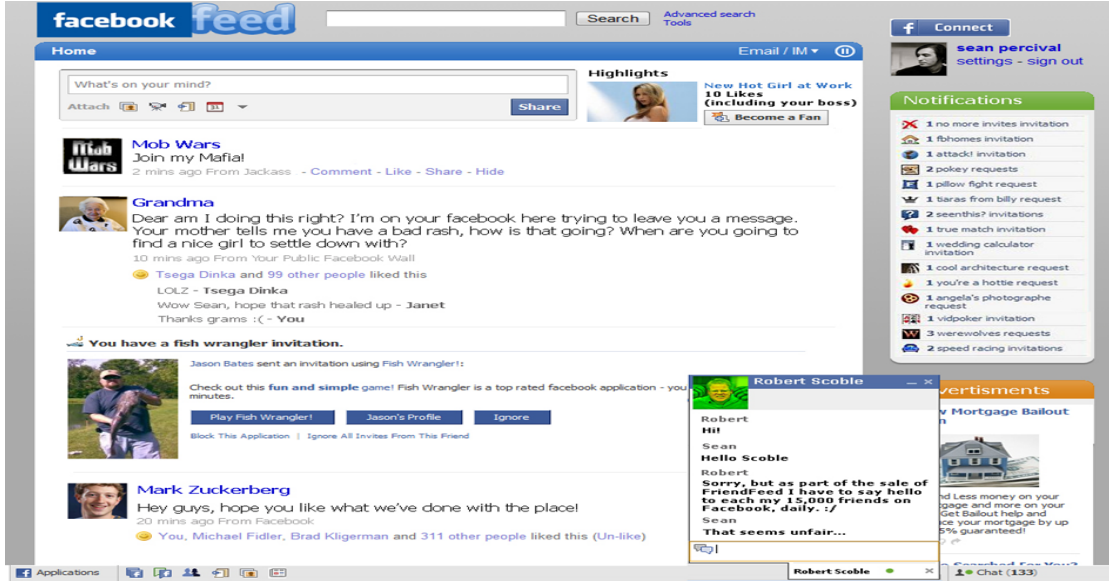 facebook feed
Search
Advanced search
Tools
f Connect
sean percival
settings - sign out
Home
Email / IM
What's on your mind?
Attach
31
Share
Highlights
New Hot Girl at Work
10 Likes
(including your boss)
Become a Fan
Mob Wars
Mob Wars
Join my Mafia!
2 mins ago From Jackass - Comment - Like - Share - Hide
Grandma
Dear am I doing this right? I'm on your facebook here trying to leave you a message.
Your mother tells me you have a bad rash, how is that going? When are you going to
find a nice girl to settle down with?
10 mins ago From Your Public Facebook Wall
Tsega Dinka and 99 other people liked this
LOLZ - Tsega Dinka
Wow Sean, hope that rash healed up - Janet
Thanks grams :( - You
You have a fish wrangler invitation.
Jason Bates sent an invitation using Fish Wrangler!:
Check out this fun and simple game! Fish Wrangler is a top rated facebook application - you
minutes.
Play Fish Wrangler!
Jason's Profile
Ignore
Block This Application | Ignore All Invites From This Friend
Mark Zuckerberg
Hey guys, hope you like what we've done with the place!
20 mins ago From Facebook
You, Michael Fidler, Brad Kligerman and 311 other people liked this (Un-like)
Notifications
1 no more invites invitation
1 fbhomes invitation
1 attack! invitation
2 pokey requests
1 pillow fight request
1 tiaras from billy request
2 seenthis? invitations
1 true match invitation
1 wedding calculator
invitation
1 cool architecture request
1 you're a hottie request
1 angela's photographe
request
1 vidpoker invitation
3 werewolves requests
2 speed racing invitations
vertisments
w Mortgage Bailout
n
nd Less money on your
gage and more on your
Get Bailout help and
ce your mortgage by up
5% guaranteed!
Searched For You?
Robert Scoble
Robert
Hi!
Sean
Hello Scoble
Robert
Sorry, but as part of the sale of
FriendFeed I have to say hello
to each my 15,000 friends on
Facebook, daily. :/
Sean
That seems unfair...
Applications
Robert Scoble
Chat (133)